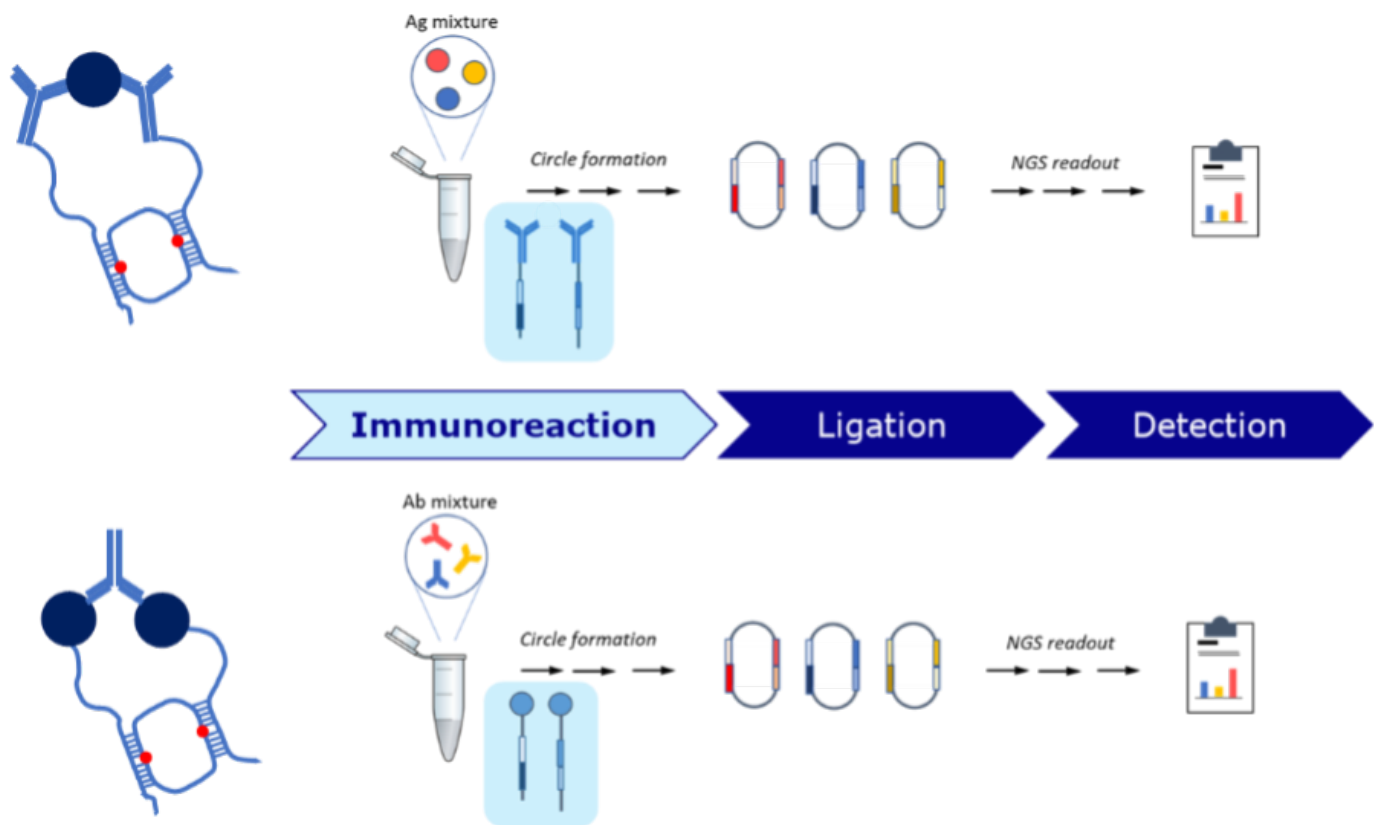 Ag mixture
Circle formation
NGS readout
Immunoreaction
Ligation
Detection
Ab mixture
Circle formation
NGS readout